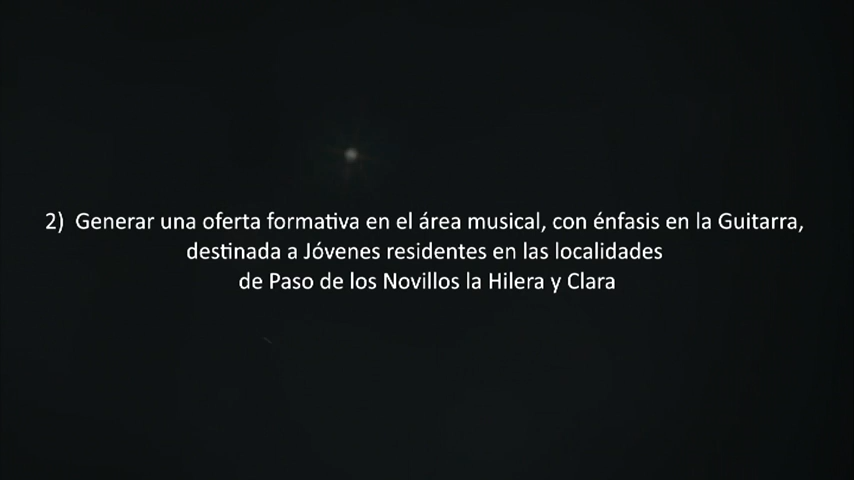 2) Generar una oferta formativa en el área musical, con énfasis en la Guitarra,
destinada a Jóvenes residentes en las localidades
de Paso de los Novillos la Hilera y Clara